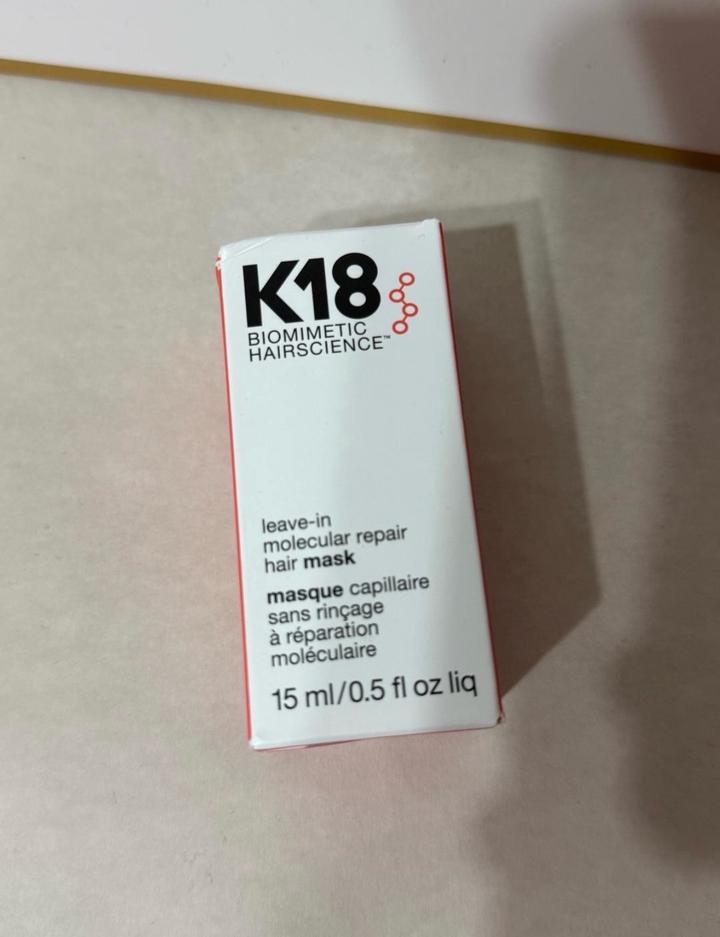 K18
BIOMIMETIC
HAIRSCIENCE™
leave-in
molecular repair
hair mask
masque capillaire
sans rinçage
à réparation
moléculaire
15 ml/0.5 fl oz liq